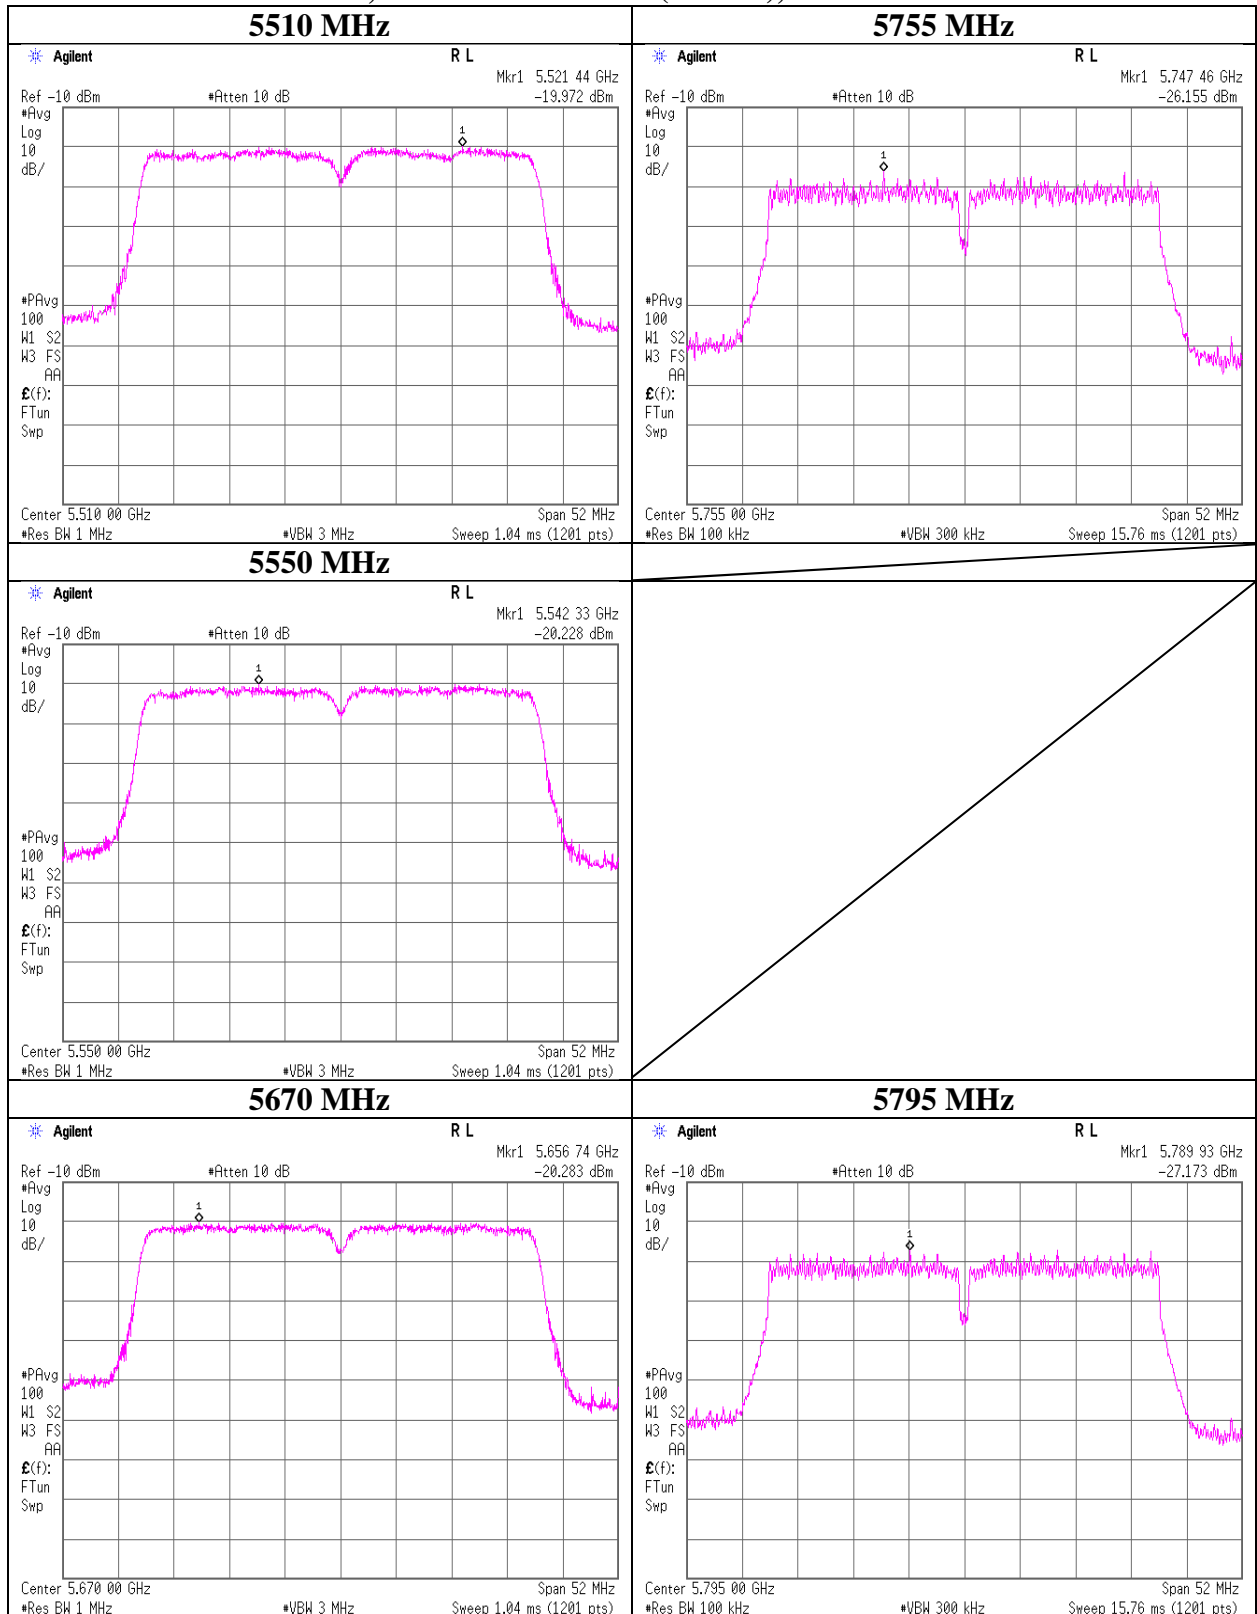 5510 MHz
Agilent R L
Mkr1 5.521 44 GHz
Ref -10 dBm #Atten 10 dB -19.972 dBm
#Avg
Log
10
dB/
1
#PAvg
100
W1 S2
W3 FS
AA
£(f):
FTun
Swp
Center 5.510 00 GHz Span 52 MHz
#Res BW 1 MHz #VBW 3 MHz Sweep 1.04 ms (1201 pts)
5755 MHz
Agilent R L
Mkr1 5.747 46 GHz
Ref -10 dBm #Atten 10 dB -26.155 dBm
#Avg
Log
10
dB/
1
#PAvg
100
W1 S2
W3 FS
AA
£(f):
FTun
Swp
Center 5.755 00 GHz Span 52 MHz
#Res BW 100 kHz #VBW 300 kHz Sweep 15.76 ms (1201 pts)
5550 MHz
Agilent R L
Mkr1 5.542 33 GHz
Ref -10 dBm #Atten 10 dB -20.228 dBm
#Avg
Log
10
dB/
1
#PAvg
100
W1 S2
W3 FS
AA
£(f):
FTun
Swp
Center 5.550 00 GHz Span 52 MHz
#Res BW 1 MHz #VBW 3 MHz Sweep 1.04 ms (1201 pts)
5670 MHz
Agilent R L
Mkr1 5.656 74 GHz
Ref -10 dBm #Atten 10 dB -20.283 dBm
#Avg
Log
10
dB/
1
#PAvg
100
W1 S2
W3 FS
AA
£(f):
FTun
Swp
Center 5.670 00 GHz Span 52 MHz
#Res BW 1 MHz #VBW 3 MHz Sweep 1.04 ms (1201 pts)
5795 MHz
Agilent R L
Mkr1 5.789 93 GHz
Ref -10 dBm #Atten 10 dB -27.173 dBm
#Avg
Log
10
dB/
1
#PAvg
100
W1 S2
W3 FS
AA
£(f):
FTun
Swp
Center 5.795 00 GHz Span 52 MHz
#Res BW 100 kHz #VBW 300 kHz Sweep 15.76 ms (1201 pts)